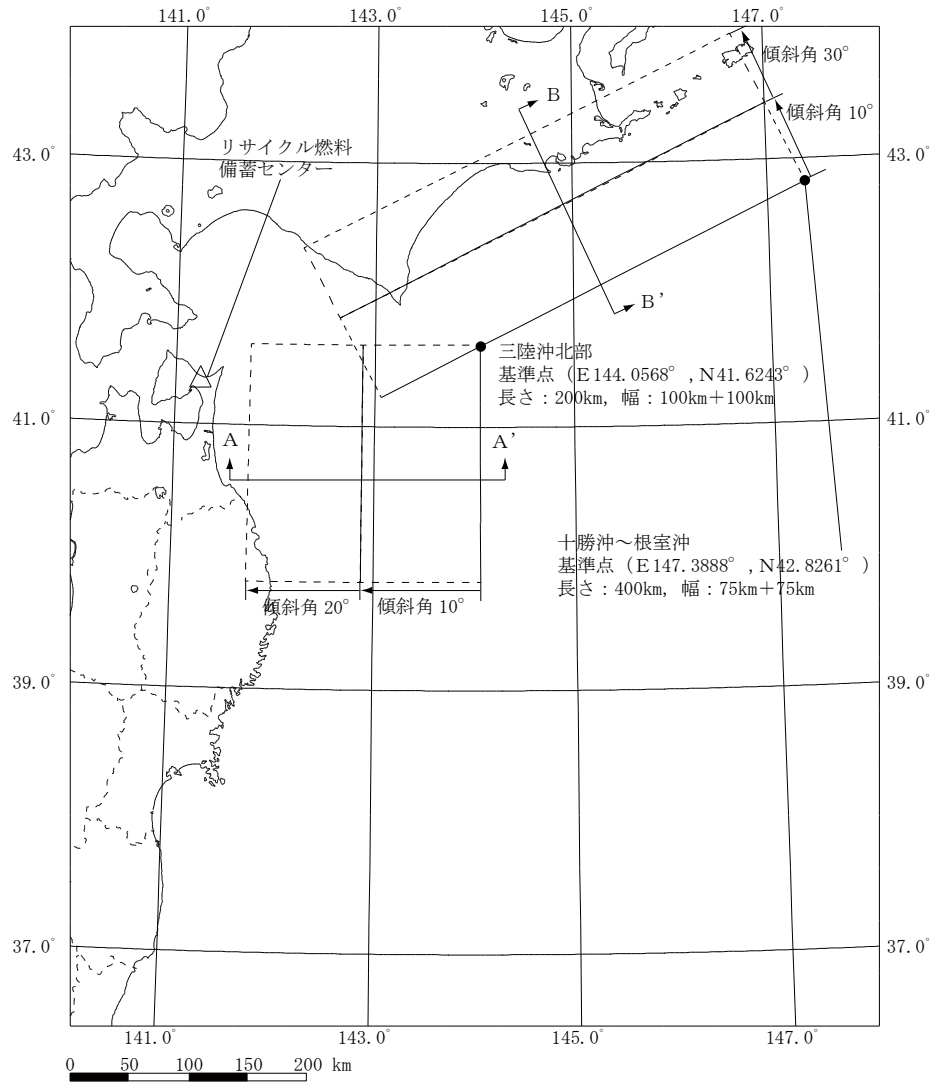 141.0° 143.0° 145.0° 147.0°
傾斜角 30°
B
傾斜角 10°
リサイクル燃料
備蓄センター
43.0° 43.0°
B’
三陸沖北部
基準点（E144.0568°,N41.6243°）
長さ：200km, 幅：100km＋100km
41.0° 41.0°
A A’
十勝沖～根室沖
基準点（E147.3888°,N42.8261°）
長さ：400km, 幅：75km＋75km
傾斜角 20° 傾斜角 10°
39.0° 39.0°
37.0° 37.0°
141.0° 143.0° 145.0° 147.0°
0 50 100 150 200 km